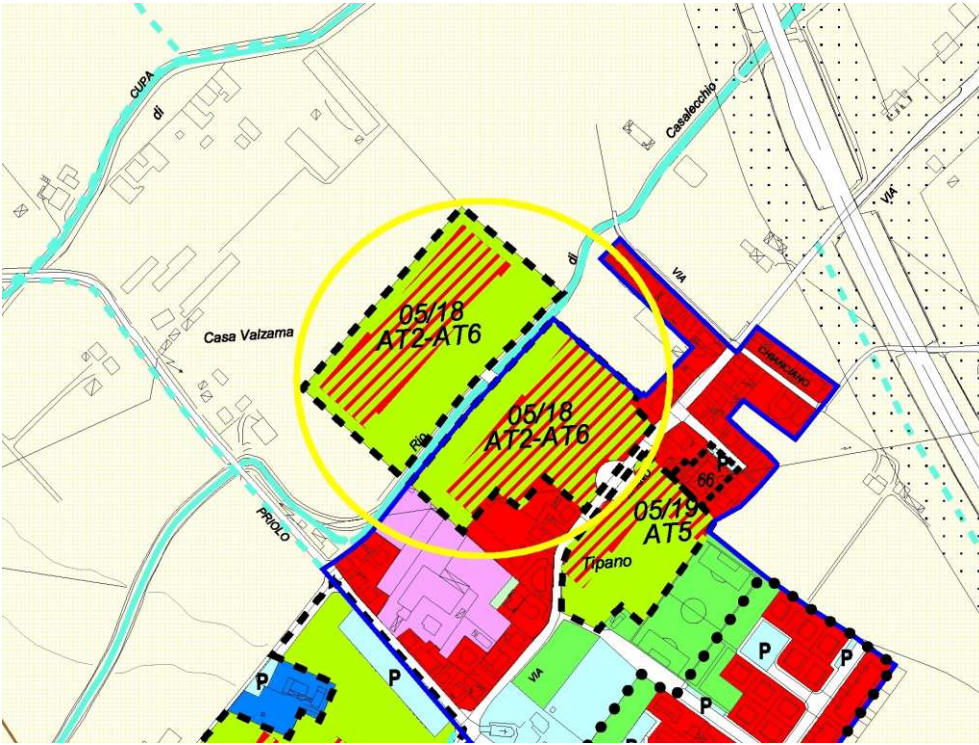 CUPA
di
Casalecchio
VIA
di
VIA
05/18
AT2-AT6
Casa Valzama
CHIANCIANO
05/18
AT2-AT6
Rio
P
66
05/19
AT5
PRIOLO
Tipano
P
P
P
P
VIA
P
P